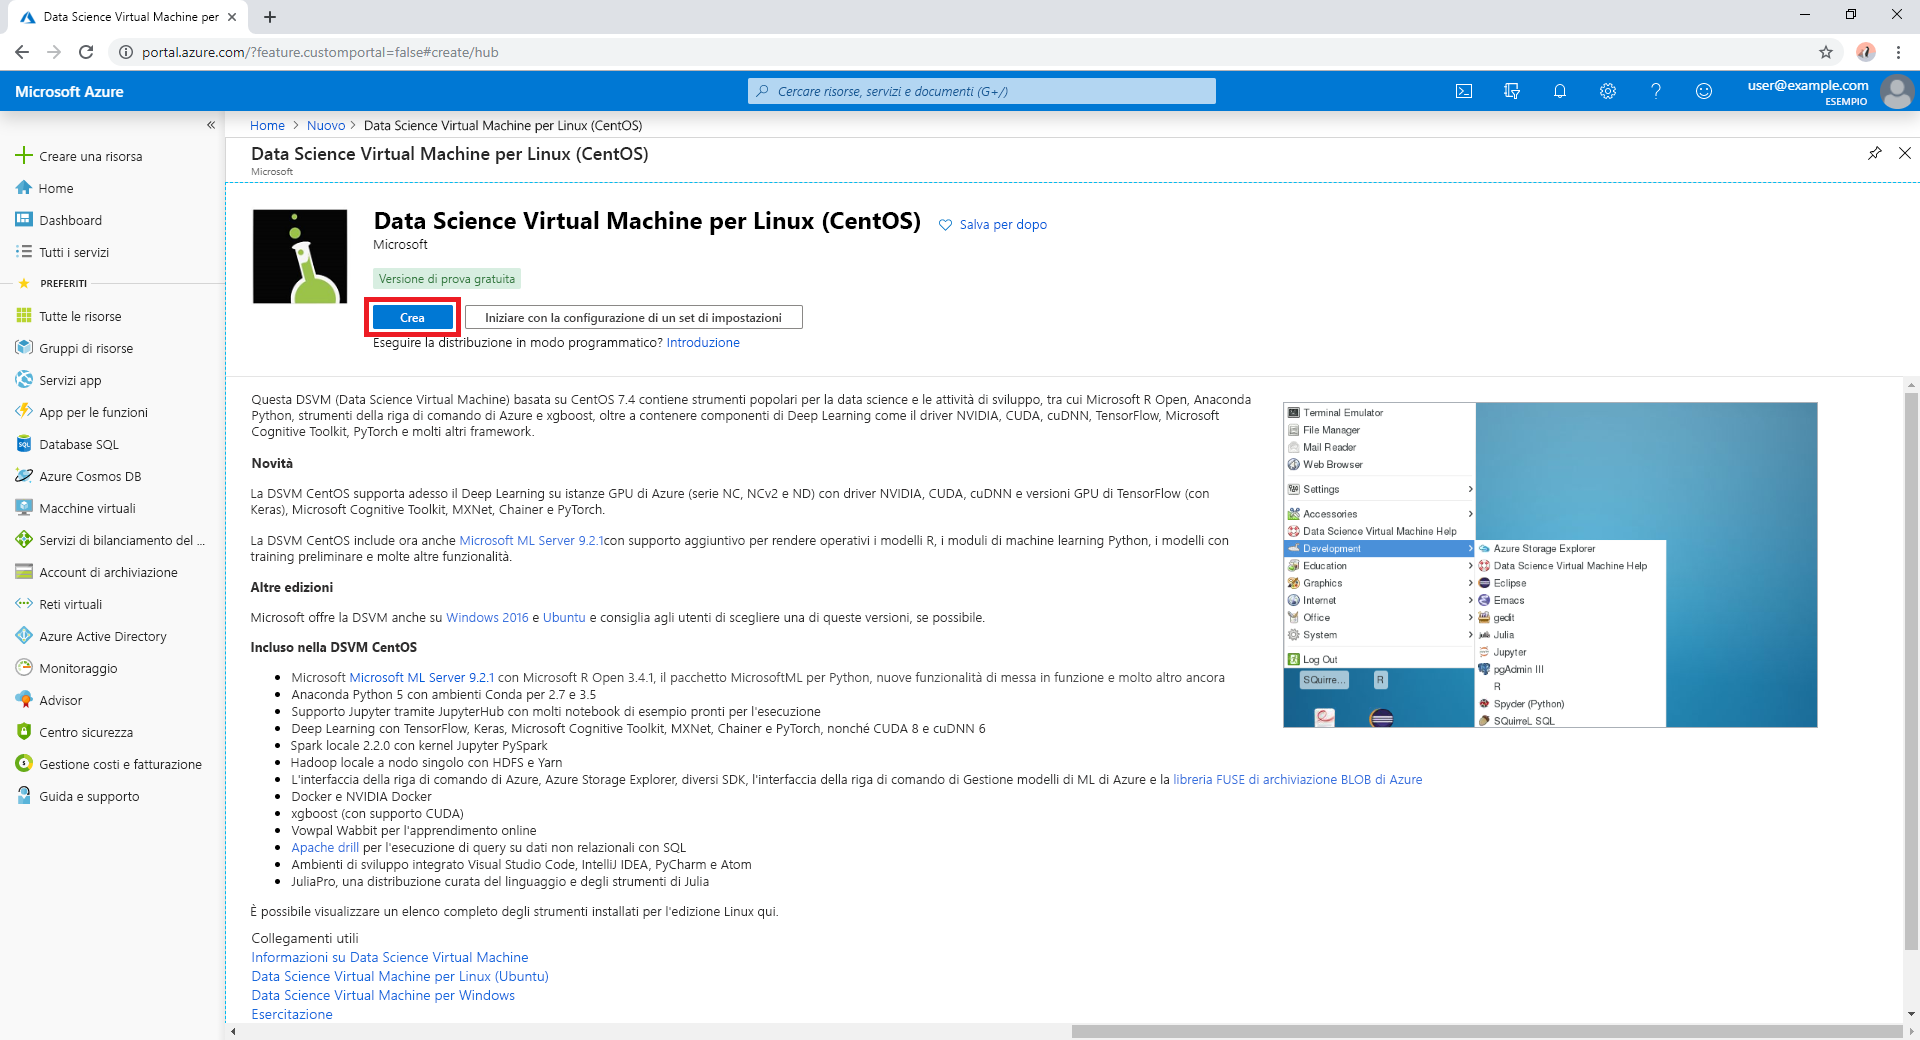 Data Science Virtual Machine per
portal.azure.com/?feature.customportal=false#create/hub
Microsoft Azure
Cercare risorse, servizi e documenti (G+/)
user@example.com
ESEMPIO
Home > Nuovo > Data Science Virtual Machine per Linux (CentOS)
Data Science Virtual Machine per Linux (CentOS)
Microsoft
Creare una risorsa
Home
Dashboard
Tutti i servizi
PREFERITI
Tutte le risorse
Gruppi di risorse
Servizi app
App per le funzioni
Database SQL
Azure Cosmos DB
Macchine virtuali
Servizi di bilanciamento del ...
Account di archiviazione
Reti virtuali
Azure Active Directory
Monitoraggio
Advisor
Centro sicurezza
Gestione costi e fatturazione
Guida e supporto
Data Science Virtual Machine per Linux (CentOS)
Salva per dopo
Microsoft
Versione di prova gratuita
Crea
Iniziare con la configurazione di un set di impostazioni
Eseguire la distribuzione in modo programmatico? Introduzione
Questa DSVM (Data Science Virtual Machine) basata su CentOS 7.4 contiene strumenti popolari per la data science e le attività di sviluppo, tra cui Microsoft R Open, Anaconda
Python, strumenti della riga di comando di Azure e xgboost, oltre a contenere componenti di Deep Learning come il driver NVIDIA, CUDA, cuDNN, TensorFlow, Microsoft
Cognitive Toolkit, PyTorch e molti altri framework.
Novità
La DSVM CentOS supporta adesso il Deep Learning su istanze GPU di Azure (serie NC, NCv2 e ND) con driver NVIDIA, CUDA, cuDNN e versioni GPU di TensorFlow (con
Keras), Microsoft Cognitive Toolkit, MXNet, Chainer e PyTorch.
La DSVM CentOS include ora anche Microsoft ML Server 9.2.1con supporto aggiuntivo per rendere operativi i modelli R, i moduli di machine learning Python, i modelli con
training preliminare e molte altre funzionalità.
Altre edizioni
Microsoft offre la DSVM anche su Windows 2016 e Ubuntu e consiglia agli utenti di scegliere una di queste versioni, se possibile.
Incluso nella DSVM CentOS
Microsoft Microsoft ML Server 9.2.1 con Microsoft R Open 3.4.1, il pacchetto MicrosoftML per Python, nuove funzionalità di messa in funzione e molto altro ancora
Anaconda Python 5 con ambienti Conda per 2.7 e 3.5
Supporto Jupyter tramite JupyterHub con molti notebook di esempio pronti per l'esecuzione
Deep Learning con TensorFlow, Keras, Microsoft Cognitive Toolkit, MXNet, Chainer e PyTorch, nonché CUDA 8 e cuDNN 6
Spark locale 2.2.0 con kernel Jupyter PySpark
Hadoop locale a nodo singolo con HDFS e Yarn
L'interfaccia della riga di comando di Azure, Azure Storage Explorer, diversi SDK, l'interfaccia della riga di comando di Gestione modelli di ML di Azure e la libreria FUSE di archiviazione BLOB di Azure
Docker e NVIDIA Docker
xgboost (con supporto CUDA)
Vowpal Wabbit per l'apprendimento online
Apache drill per l'esecuzione di query su dati non relazionali con SQL
Ambienti di sviluppo integrato Visual Studio Code, IntelliJ IDEA, PyCharm e Atom
JuliaPro, una distribuzione curata del linguaggio e degli strumenti di Julia
È possibile visualizzare un elenco completo degli strumenti installati per l'edizione Linux qui.
Collegamenti utili
Informazioni su Data Science Virtual Machine
Data Science Virtual Machine per Linux (Ubuntu)
Data Science Virtual Machine per Windows
Esercitazione
Terminal Emulator
File Manager
Mail Reader
Web Browser
Settings
Accessories
Data Science Virtual Machine Help
Development
Education
Graphics
Internet
Office
System
Log Out
SQuirre...
R
Azure Storage Explorer
Data Science Virtual Machine Help
Eclipse
Emacs
gedit
Julia
Jupyter
pgAdmin III
R
Spyder (Python)
SQuirreL SQL